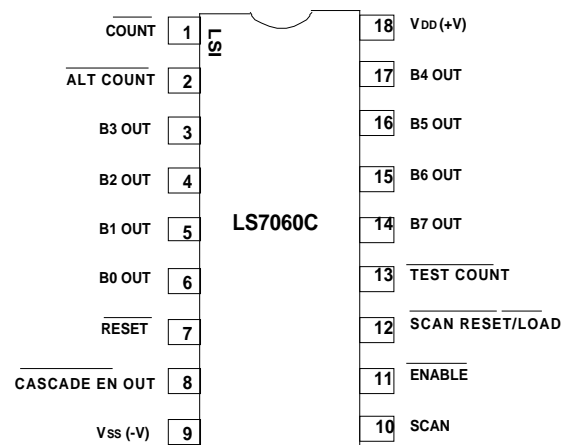 COUNT 1 LSI 18 VDD (+V)
ALT COUNT 2 17 B4 OUT
B3 OUT 3 16 B5 OUT
B2 OUT 4 15 B6 OUT
B1 OUT 5 LS7060C 14 B7 OUT
B0 OUT 6 13 TEST COUNT
RESET 7 12 SCAN RESET/LOAD
CASCADE EN OUT 8 11 ENABLE
Vss (-V) 9 10 SCAN